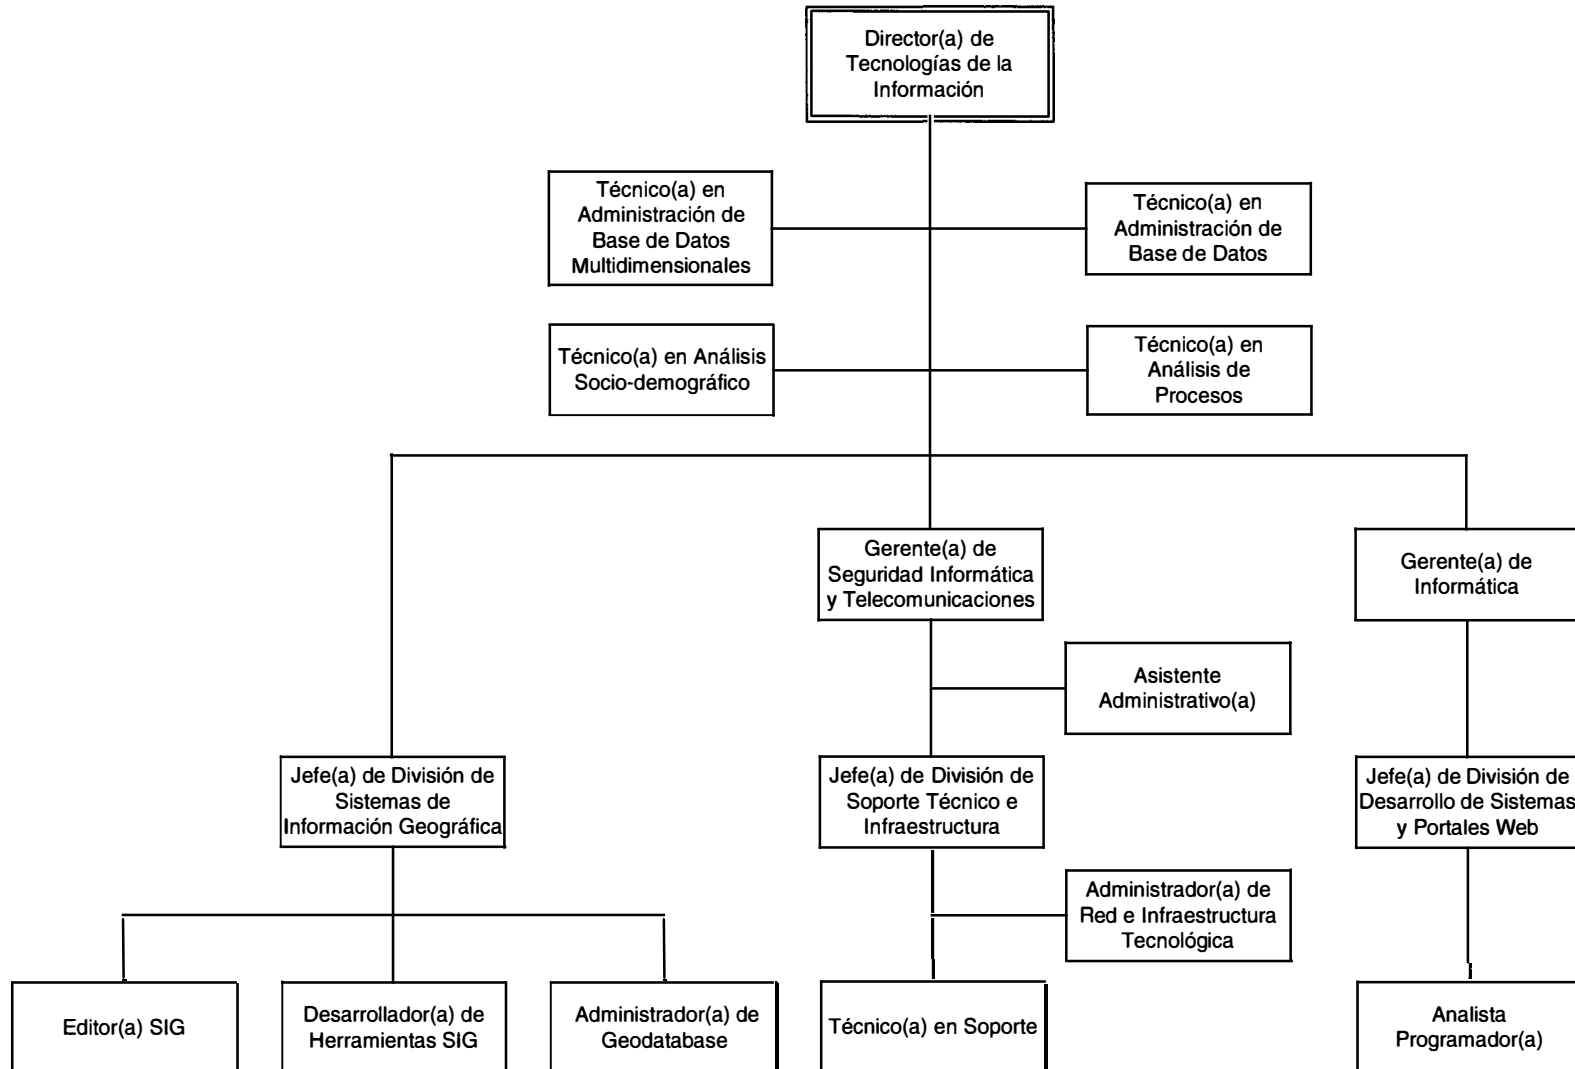 Director(a) de
Tecnologías de la
Información
Técnico(a) en
Administración de
Base de Datos
Multidimensionales
Técnico(a) en
Administración de
Base de Datos
Técnico(a) en Análisis
Socio-demográfico
Técnico(a) en
Análisis de
Procesos
Gerente(a) de
Seguridad Informática
y Telecomunicaciones
Gerente(a) de
Informática
Asistente
Administrativo(a)
Jefe(a) de División de
Sistemas de
Información Geográfica
Jefe(a) de División de
Soporte Técnico e
Infraestructura
Jefe(a) de División de
Desarrollo de Sistemas
y Portales Web
Administrador(a) de
Red e Infraestructura
Tecnológica
Editor(a) SIG
Desarrollador(a) de
Herramientas SIG
Administrador(a) de
Geodatabase
Técnico(a) en Soporte
Analista
Programador(a)